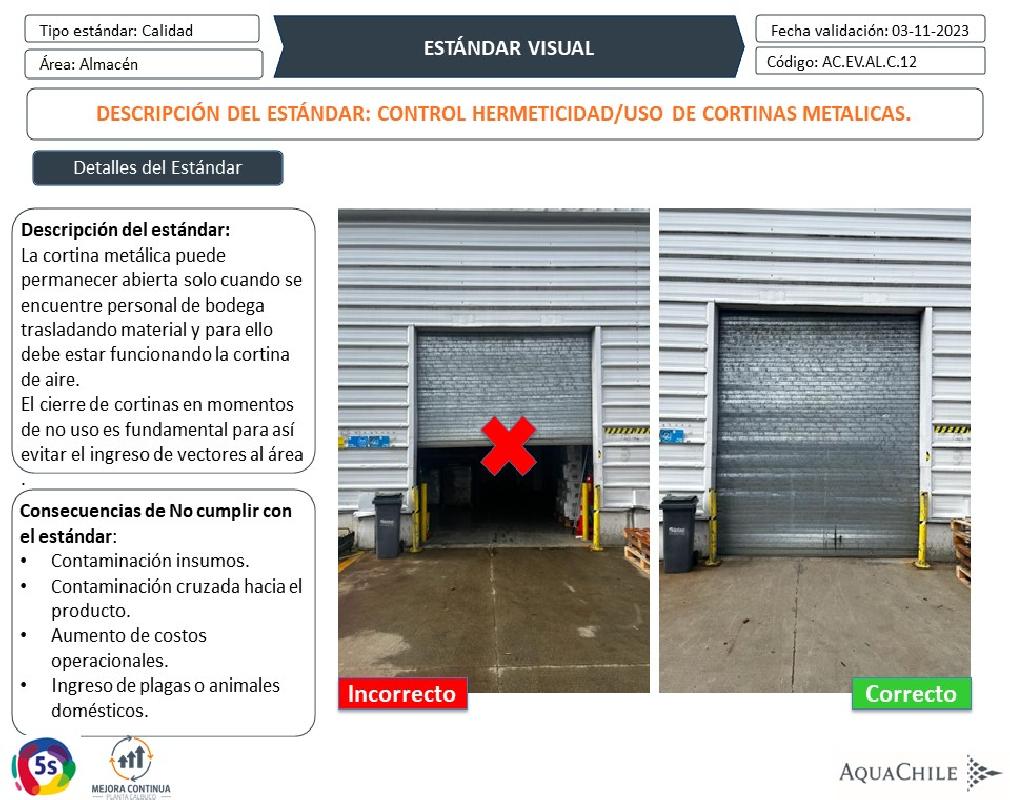 Tipo estándar: Calidad
Área: Almacén
ESTÁNDAR VISUAL
Fecha validación: 03-11-2023
Código: AC.EV.AL.C.12
DESCRIPCIÓN DEL ESTÁNDAR: CONTROL HERMETICIDAD/USO DE CORTINAS METALICAS.
Detalles del Estándar
Descripción del estándar:
La cortina metálica puede
permanecer abierta solo cuando se
encuentre personal de bodega
trasladando material y para ello
debe estar funcionando la cortina
de aire.
El cierre de cortinas en momentos
de no uso es fundamental para así
evitar el ingreso de vectores al área
.
Consecuencias de No cumplir con
el estándar:
• Contaminación insumos.
• Contaminación cruzada hacia el
producto.
• Aumento de costos
operacionales.
• Ingreso de plagas o animales
domésticos.
Incorrecto
Correcto
5s
MEJORA CONTINUA
PLANTA CALBUCO
AQUACHILE